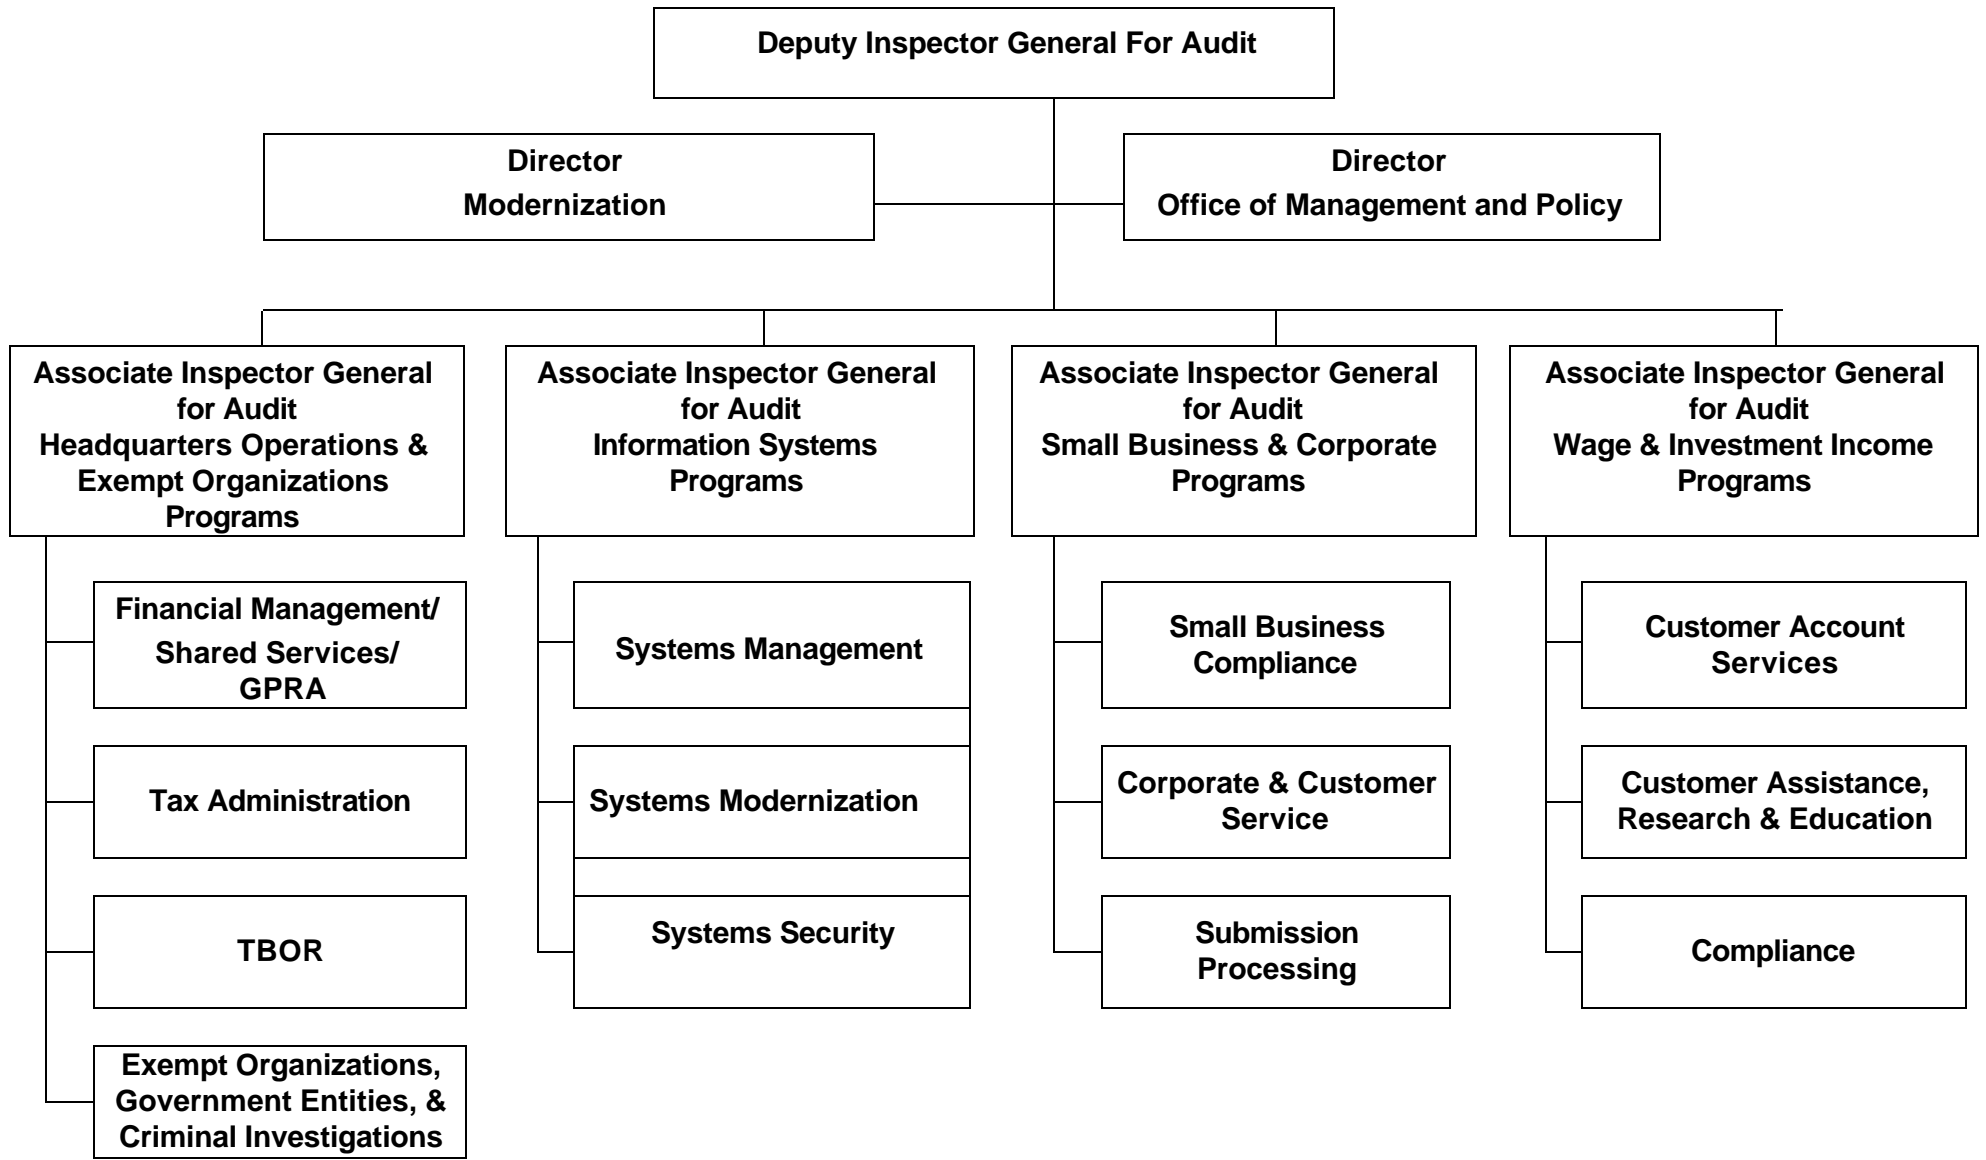 Deputy Inspector General For Audit
Director
Modernization
Director
Office of Management and Policy
Associate Inspector General
for Audit
Headquarters Operations &
Exempt Organizations
Programs
Associate Inspector General
for Audit
Information Systems
Programs
Associate Inspector General
for Audit
Small Business & Corporate
Programs
Associate Inspector General
for Audit
Wage & Investment Income
Programs
Financial Management/
Shared Services/
GPRA
Tax Administration
TBOR
Exempt Organizations,
Government Entities, &
Criminal Investigations
Systems Management
Systems Modernization
Systems Security
Small Business
Compliance
Corporate & Customer
Service
Submission
Processing
Customer Account
Services
Customer Assistance,
Research & Education
Compliance